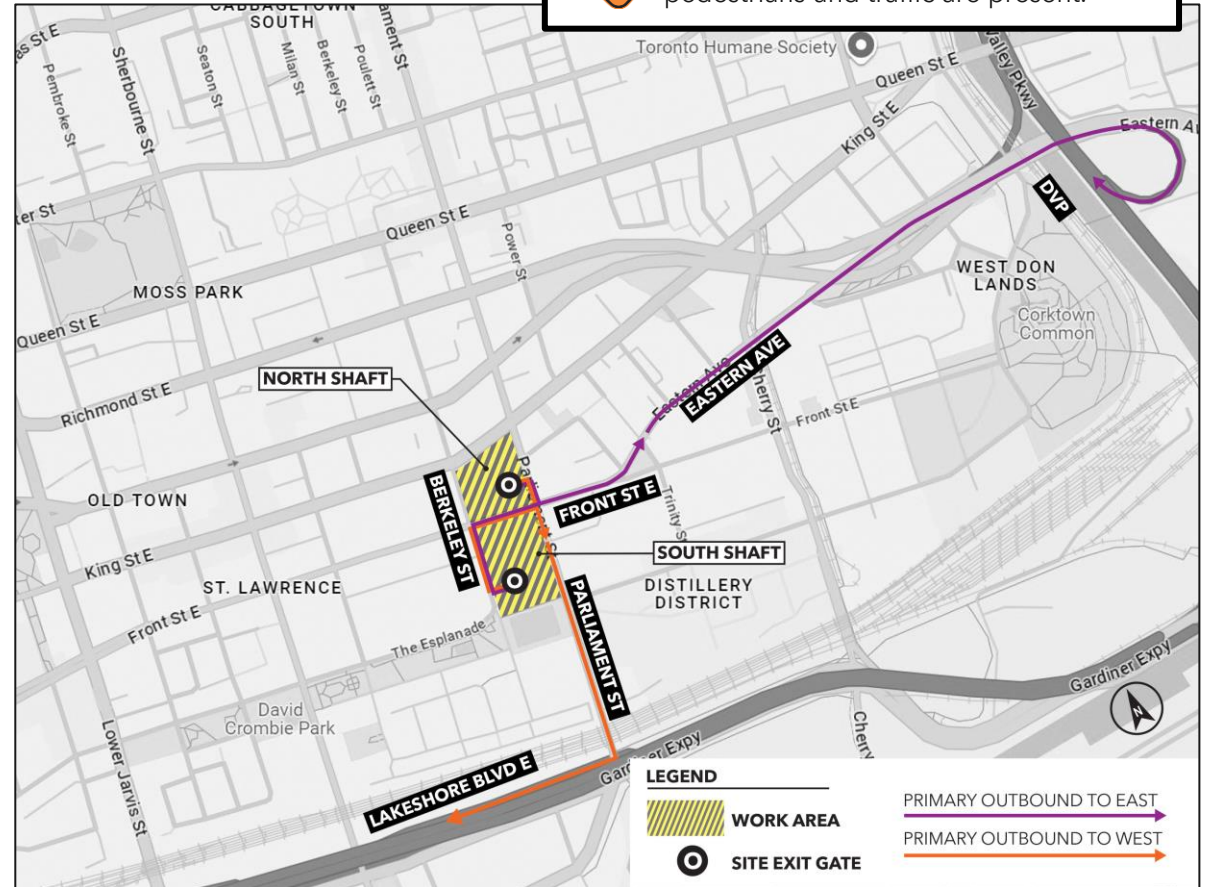 pedestrians and traffic are present.
CABBAGETOWN
SOUTH
Sherbourne St
Pembroke St
Seaton St
Milan St
Berkeley St
Poulett St
Toronto Humane Society
Valley Pkwy
Queen St E
King St E
Eastern Av
DVP
Queen St E
Power St
MOSS PARK
WEST DON
LANDS
Corktown
Common
Queen St E
Richmond St E
NORTH SHAFT
Eastern Ave
EASTERN AVE
Cherry St
Front St E
OLD TOWN
BERKELEY ST
FRONT ST E
Trinity St
King St E
SOUTH SHAFT
ST. LAWRENCE
DISTILLERY
DISTRICT
Front St E
The Esplanade
PARLIAMENT ST
David
Crombie Park
Gardiner Expy
N
Lower Jarvis St
Cherry
Gardiner Expy
LAKESHORE BLVD E
LEGEND
WORK AREA
SITE EXIT GATE
PRIMARY OUTBOUND TO EAST
PRIMARY OUTBOUND TO WEST